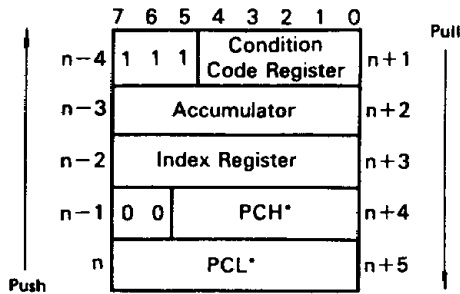 7 6 5 4 3 2 1 0
Pull
n-4 1 1 1 Condition Code Register n+1
n-3 Accumulator n+2
n-2 Index Register n+3
n-1 0 0 PCH* n+4
n PCL* n+5
Push